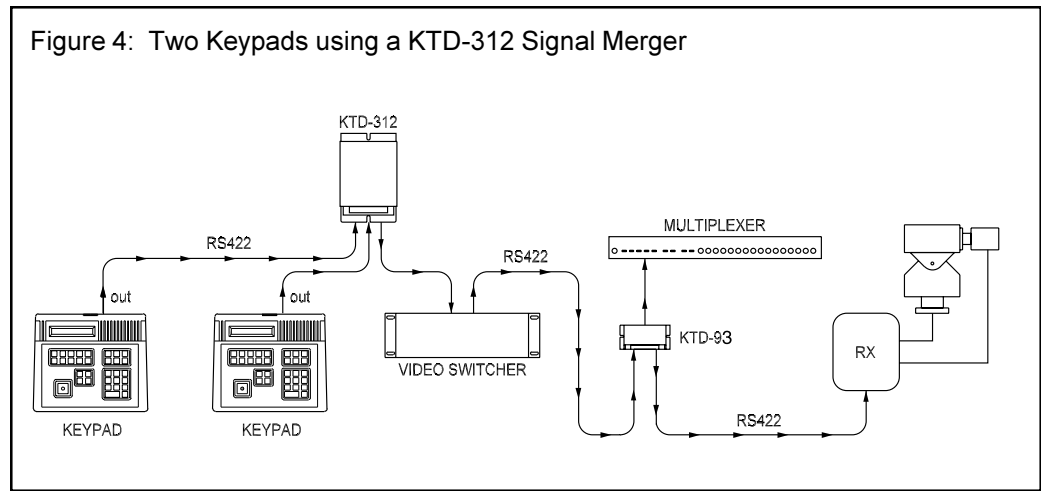 Figure 4: Two Keypads using a KTD-312 Signal Merger
KTD-312
RS422
out
out
KEYPAD
KEYPAD
VIDEO SWITCHER
RS422
MULTIPLEXER
KTD-93
RS422
RX